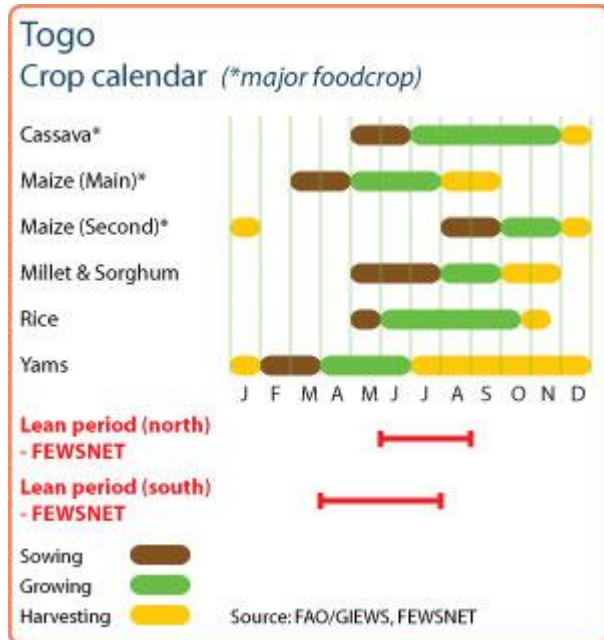 Togo
Crop calendar (*major foodcrop)
Cassava*
Maize (Main)*
Maize (Second)*
Millet & Sorghum
Rice
Yams
J F M A M J J A S O N D
Lean period (north)
- FEWSNET
Lean period (south)
- FEWSNET
Sowing
Growing
Harvesting
Source: FAO/GIEWS, FEWSNET